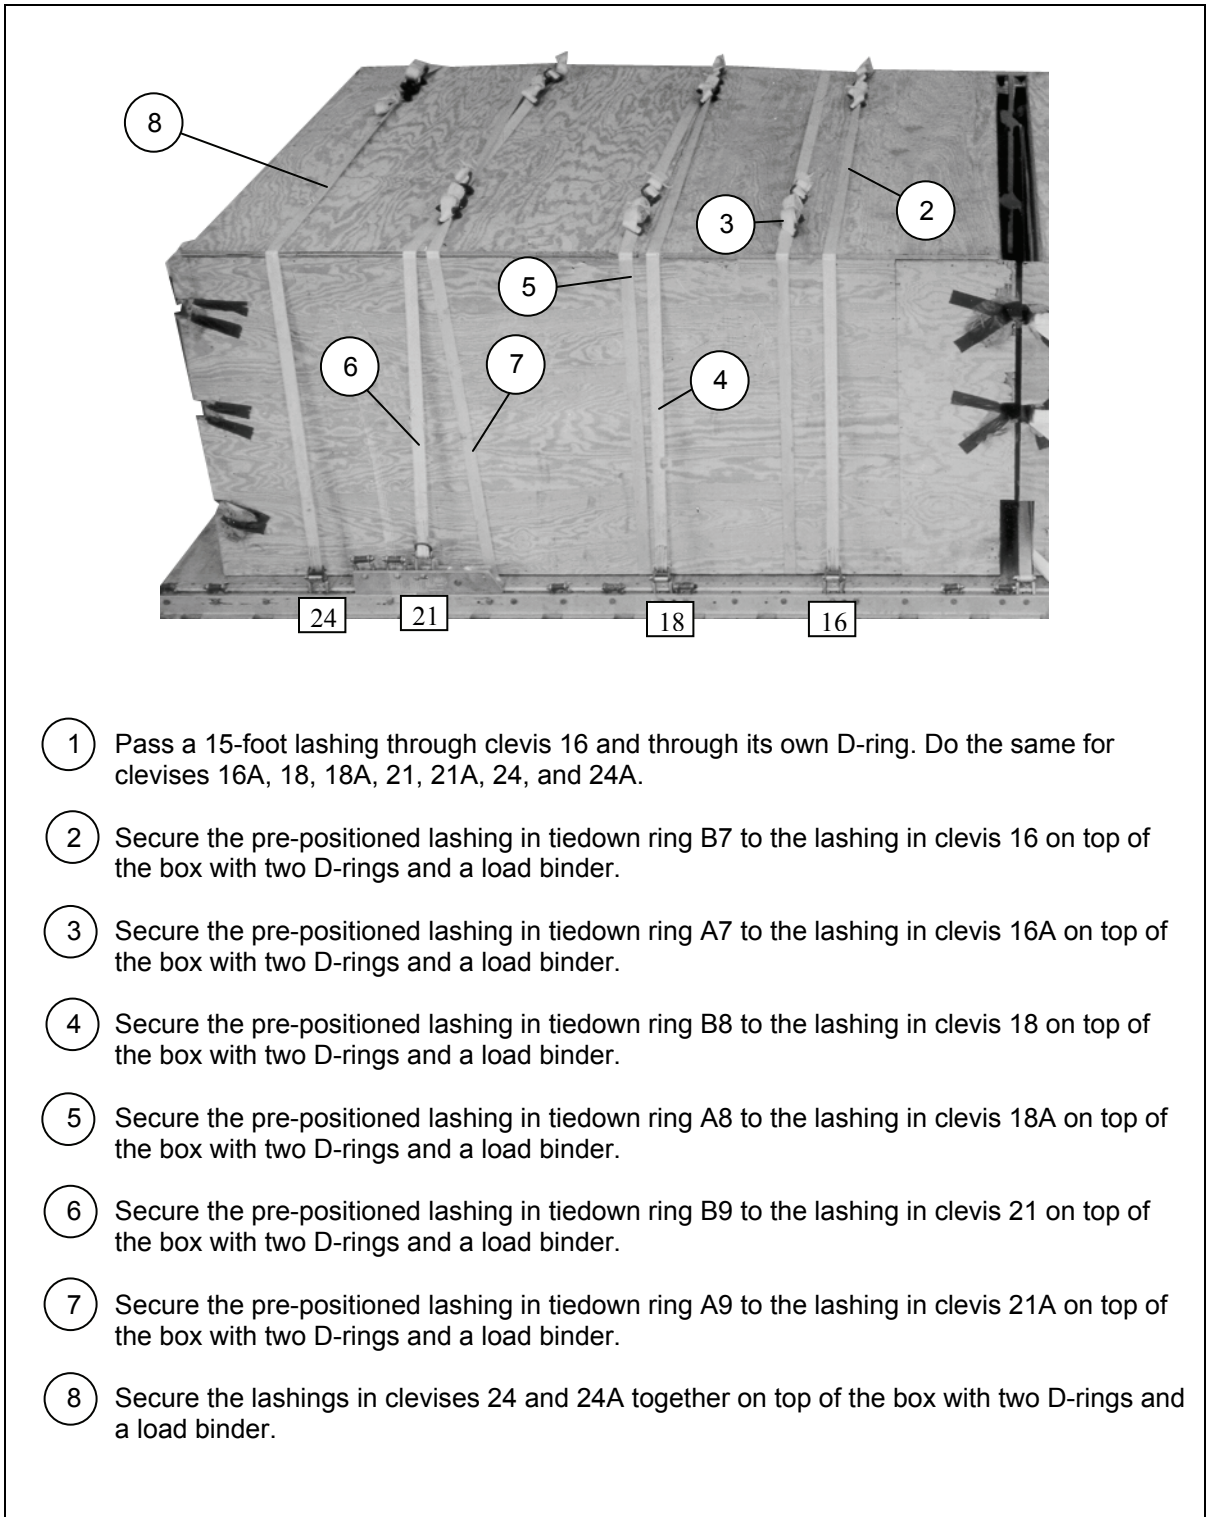 8
3
2
5
6
7
4
24
21
18
16
1 Pass a 15-foot lashing through clevis 16 and through its own D-ring. Do the same for
clevises 16A, 18, 18A, 21, 21A, 24, and 24A.
2 Secure the pre-positioned lashing in tiedown ring B7 to the lashing in clevis 16 on top of
the box with two D-rings and a load binder.
3 Secure the pre-positioned lashing in tiedown ring A7 to the lashing in clevis 16A on top of
the box with two D-rings and a load binder.
4 Secure the pre-positioned lashing in tiedown ring B8 to the lashing in clevis 18 on top of
the box with two D-rings and a load binder.
5 Secure the pre-positioned lashing in tiedown ring A8 to the lashing in clevis 18A on top of
the box with two D-rings and a load binder.
6 Secure the pre-positioned lashing in tiedown ring B9 to the lashing in clevis 21 on top of
the box with two D-rings and a load binder.
7 Secure the pre-positioned lashing in tiedown ring A9 to the lashing in clevis 21A on top of
the box with two D-rings and a load binder.
8 Secure the lashings in clevises 24 and 24A together on top of the box with two D-rings and
a load binder.